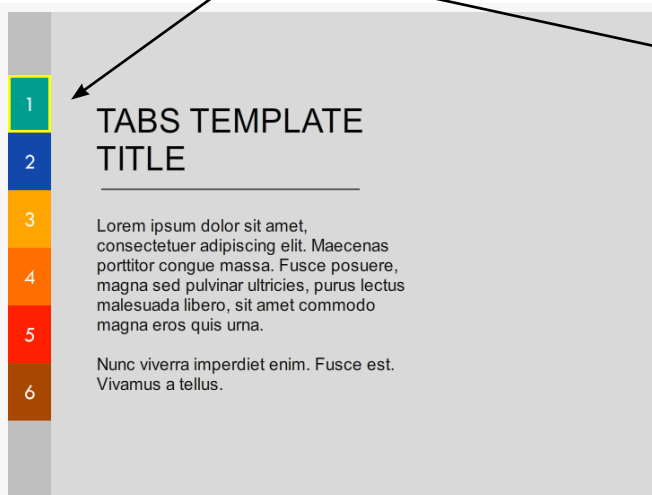 1
2
3
4
5
6
TABS TEMPLATE
TITLE
Lorem ipsum dolor sit amet,
consectetuer adipiscing elit. Maecenas
porttitor congue massa. Fusce posuere,
magna sed pulvinar ultricies, purus lectus
malesuada libero, sit amet commodo
magna eros quis urna.
Nunc viverra imperdiet enim. Fusce est.
Vivamus a tellus.